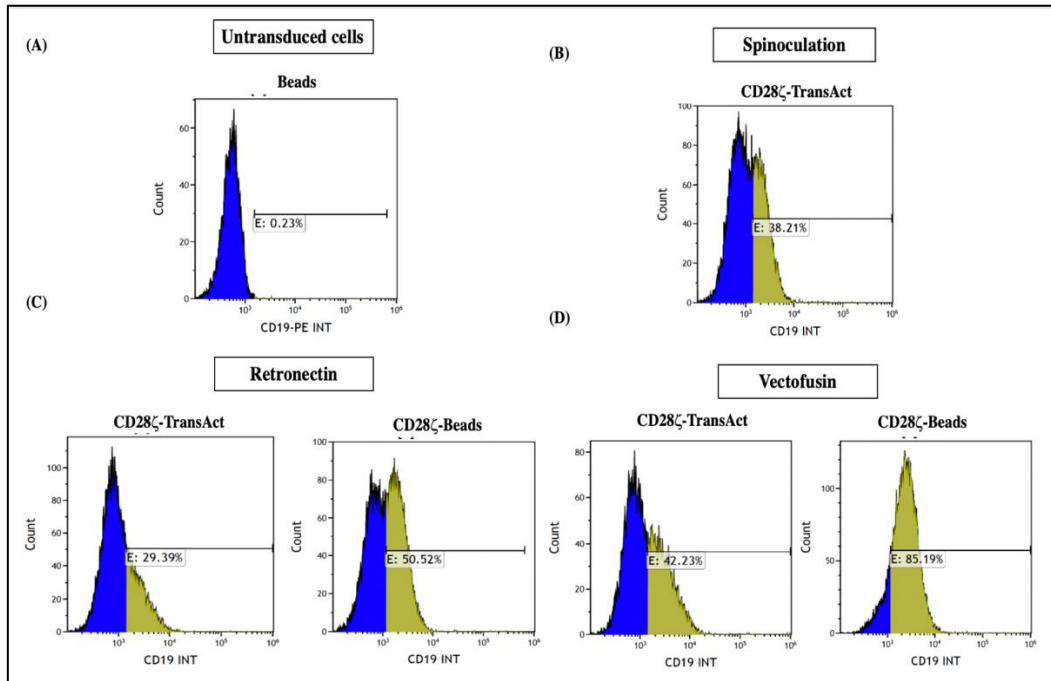 (A)
Untransduced cells
Beads
60
40
20
0
Count
E: 0.23%
10³ 10⁴ 10⁵ 10⁶
CD19-PE INT
(B)
Spinoculation
CD28ζ-TransAct
100
80
60
40
20
0
Count
E: 38.21%
10³ 10⁴ 10⁵ 10⁶
CD19 INT
(C)
Retronectin
CD28ζ-TransAct
100
80
60
40
20
0
Count
E: 29.39%
10³ 10⁴ 10⁵ 10⁶
CD19 INT
CD28ζ-Beads
100
80
60
40
20
0
Count
E: 50.52%
10³ 10⁴ 10⁵ 10⁶
CD19 INT
(D)
Vectofusin
CD28ζ-TransAct
80
60
40
20
0
Count
E: 42.23%
10³ 10⁴ 10⁵ 10⁶
CD19 INT
CD28ζ-Beads
100
50
0
Count
E: 85.19%
10³ 10⁴ 10⁵ 10⁶
CD19 INT